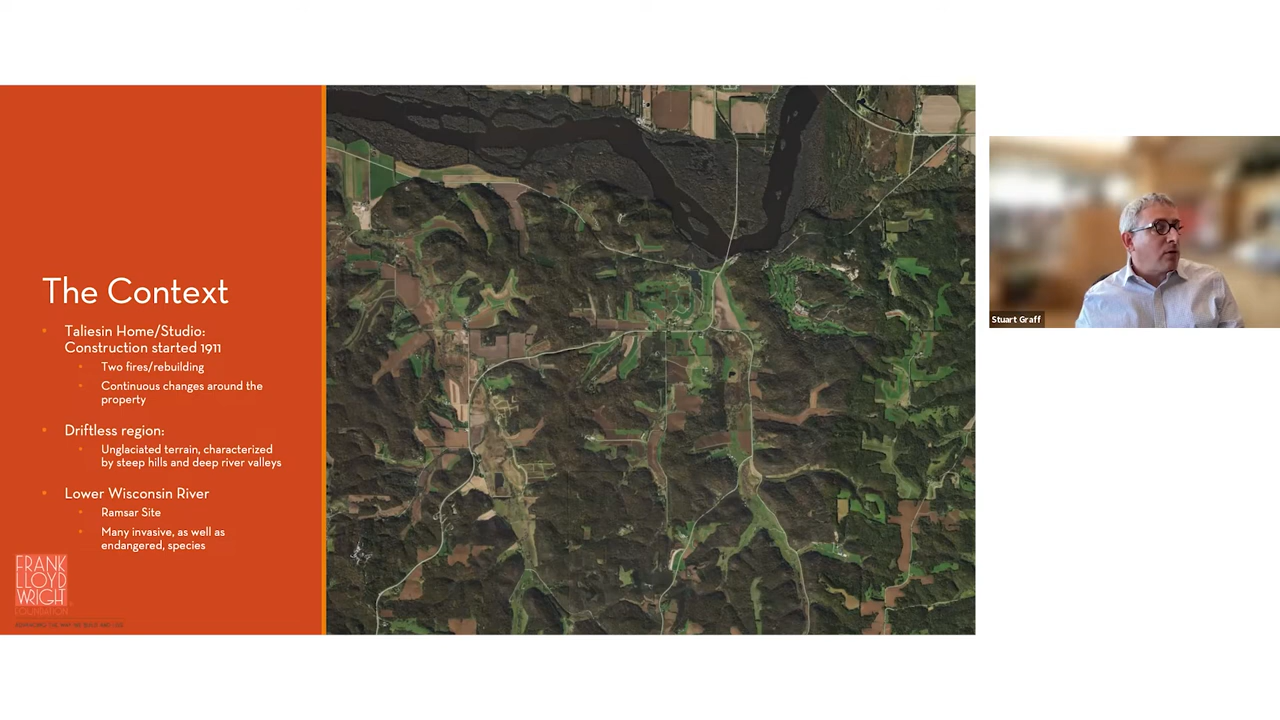 The Context
• Taliesin Home/Studio:
Construction started 1911
• Two fires/rebuilding
• Continuous changes around the
property
• Driftless region:
• Unglaciated terrain, characterized
by steep hills and deep river valleys
• Lower Wisconsin River
• Ramsar Site
• Many invasive, as well as
endangered, species
FRANK
LLOYD
WRIGHT
FOUNDATION
Stuart Graff